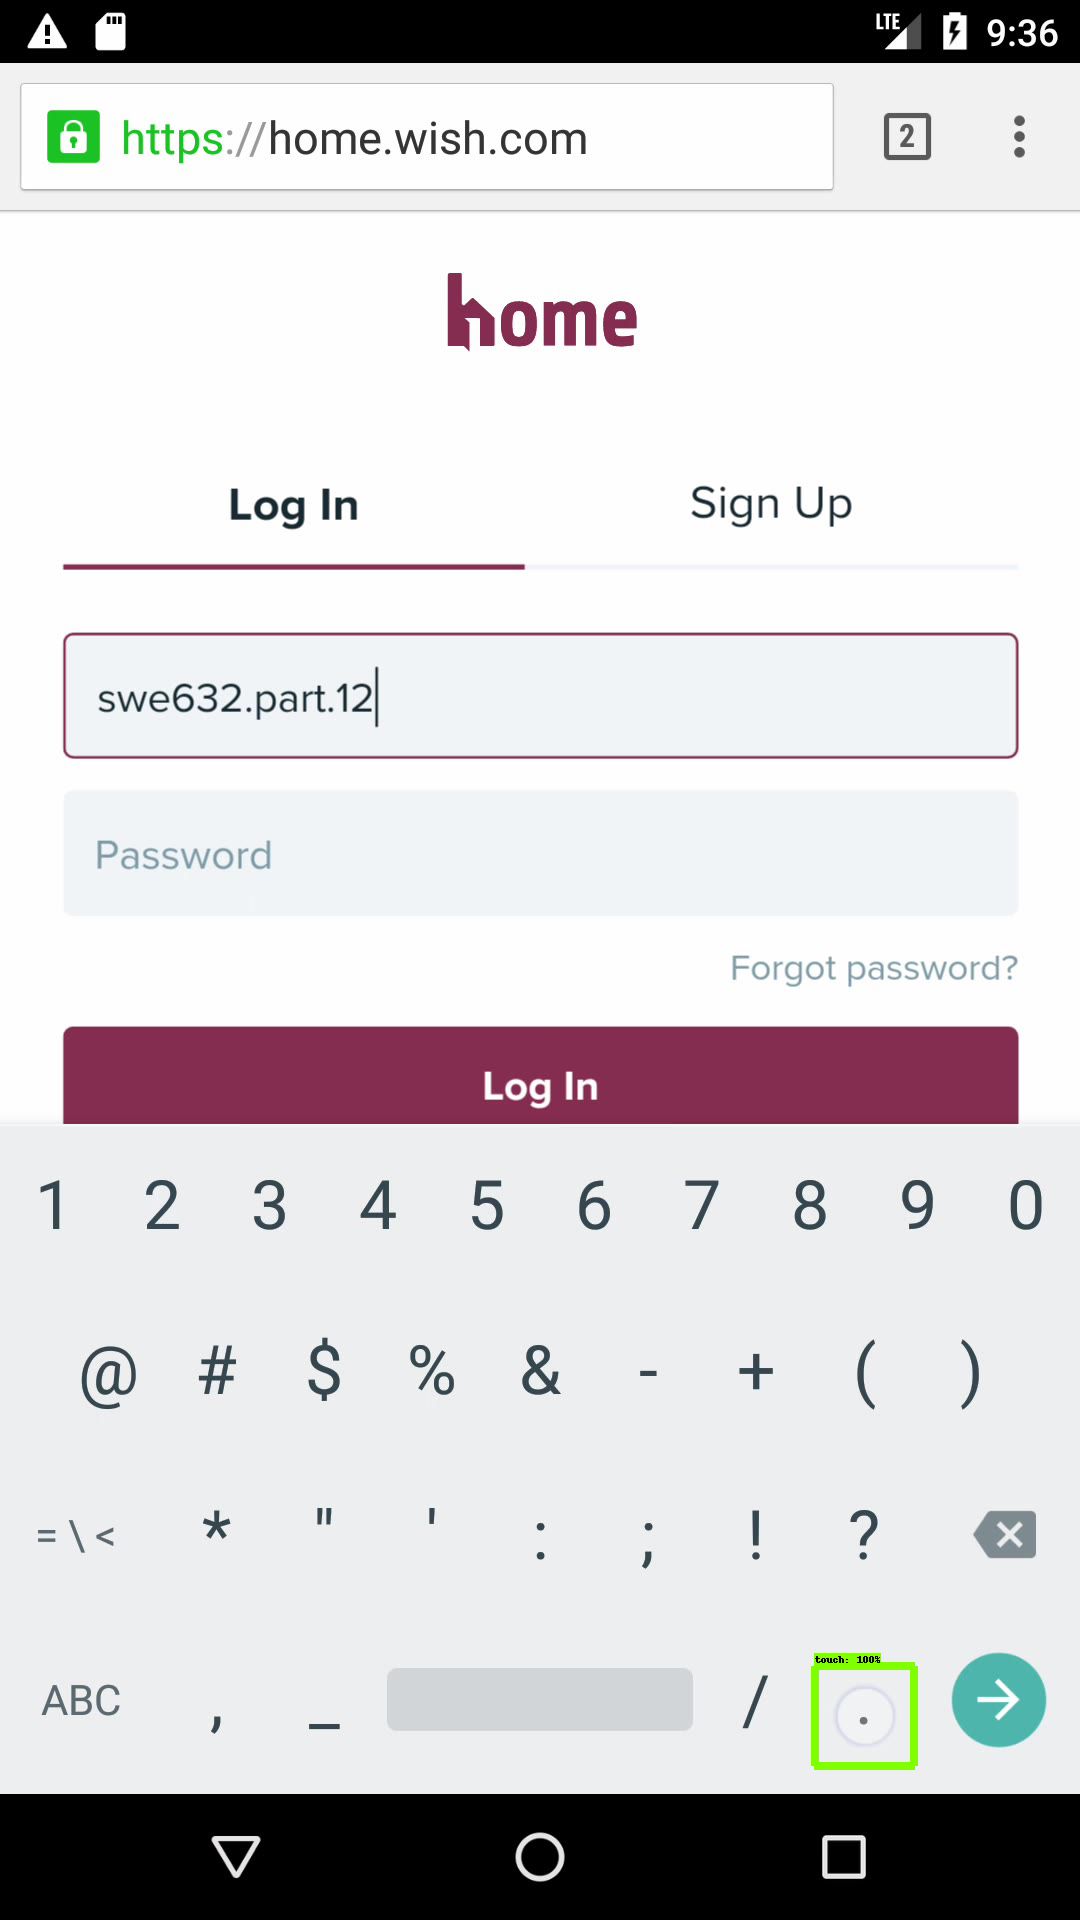 LTE 9:36
https://home.wish.com 2
home
Log In Sign Up
swe632.part.12
Password
Forgot password?
Log In
1 2 3 4 5 6 7 8 9 0
@ # $ % & - + ( )
= \ < * " ' : ; ! ?
touch: 100%
ABC , _ / .